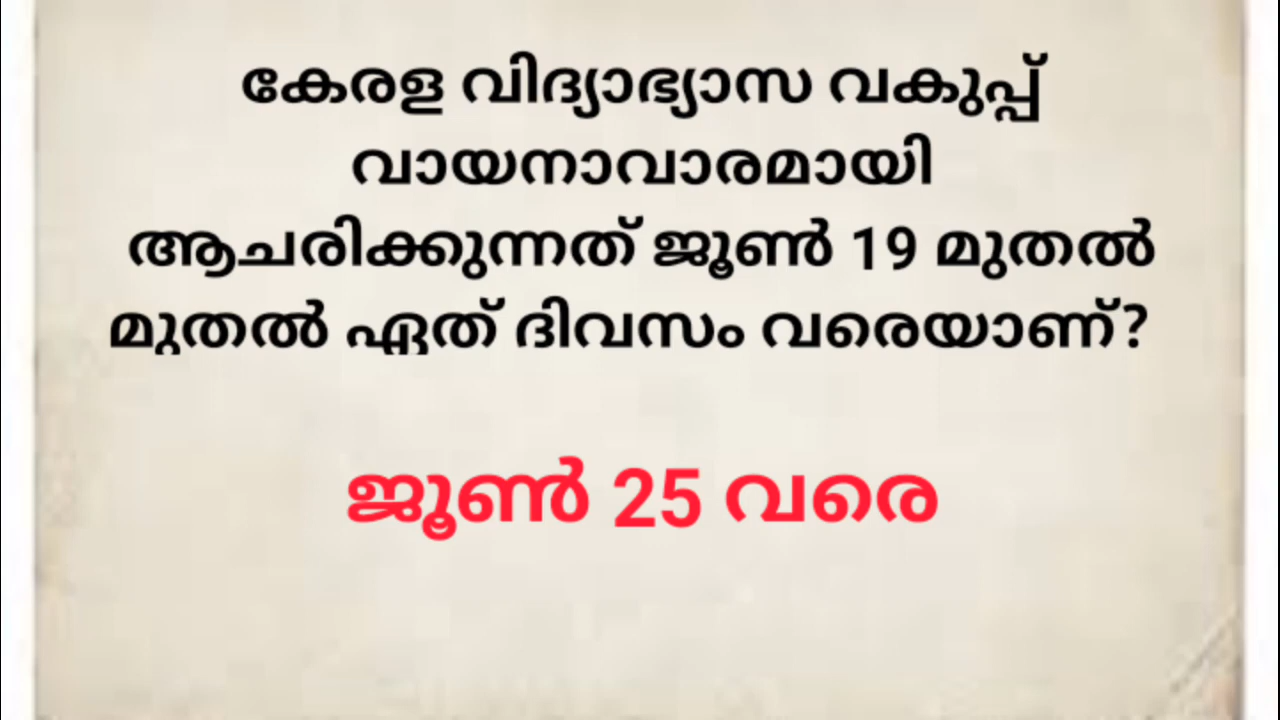 കേരള വിദ്യാഭ്യാസ വകുപ്പ്
വായനാവാരമായി
ആചരിക്കുന്നത് ജൂൺ 19 മുതൽ
മുതൽ ഏത് ദിവസം വരെയാണ്?
ജൂൺ 25 വരെ